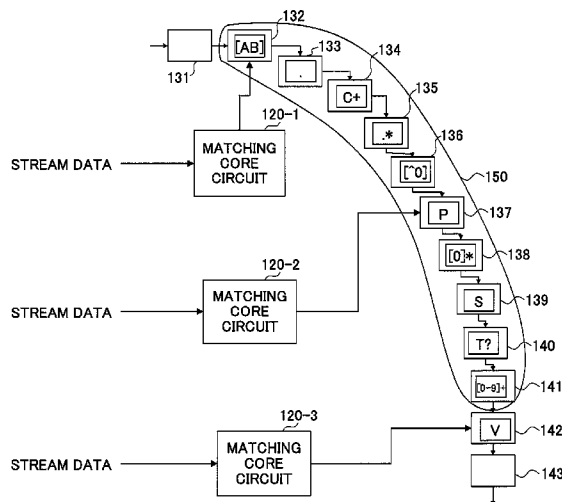 132
[AB]
133
134
131
.
C+
135
120-1
.*
136
MATCHING
CORE
CIRCUIT
STREAM DATA
[^0]
150
P
137
[0]*
138
120-2
MATCHING
CORE
CIRCUIT
STREAM DATA
S
139
T?
140
[0-9]+
141
120-3
V
142
MATCHING
CORE
CIRCUIT
STREAM DATA
143